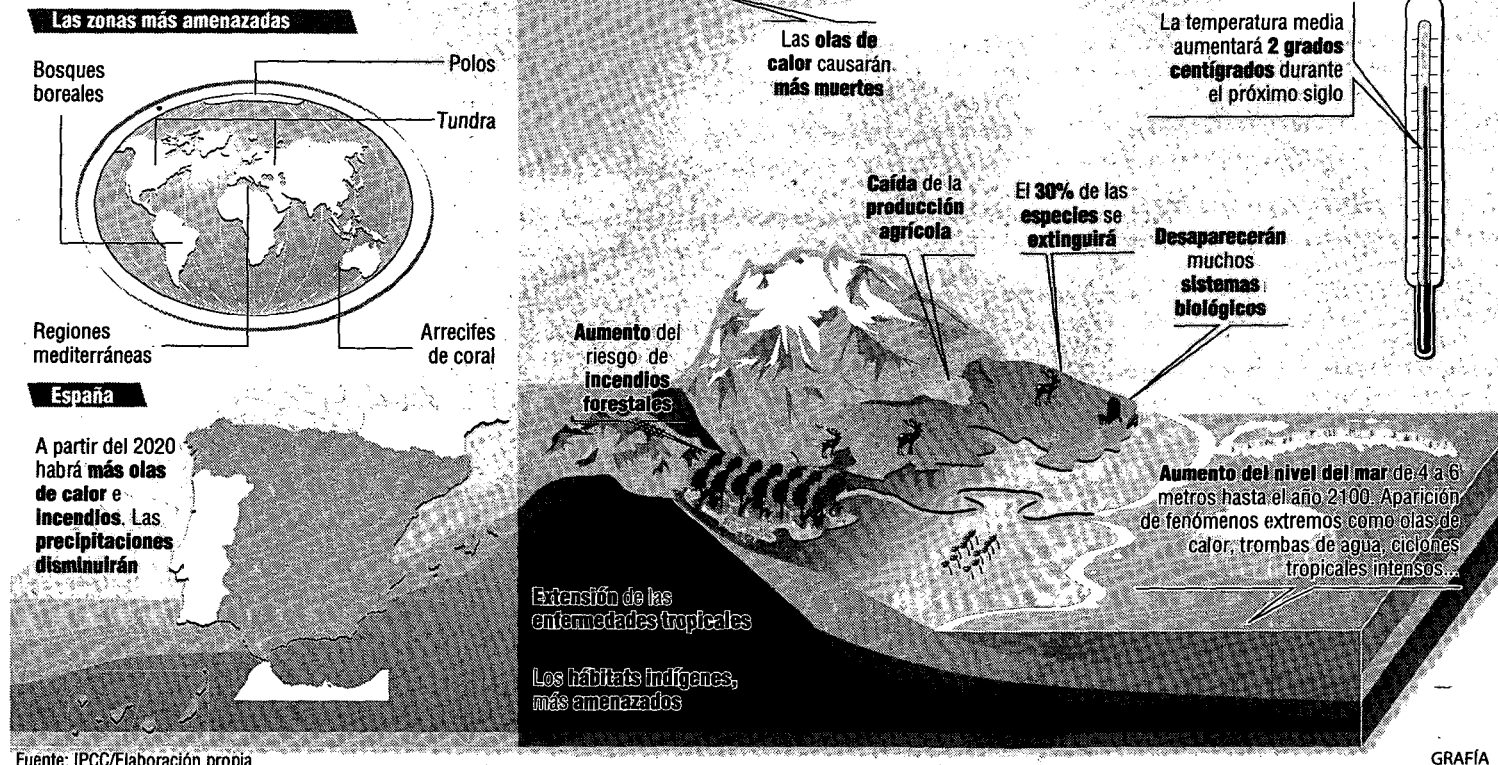 Las zonas más amenazadas
Bosques
boreales
Polos
Tundra
Regiones
mediterráneas
Arrecifes
de coral
España
A partir del 2020
habrá más olas
de calor e
incendios. Las
precipitaciones
disminuirán
Las olas de
calor causarán
más muertes
La temperatura media
aumentará 2 grados
centígrados durante
el próximo siglo
Caída de la
producción
agrícola
El 30% de las
especies se
extinguirá
Desaparecerán
muchos
sistemas
biológicos
Aumento del
riesgo de
incendios
forestales
Aumento del nivel del mar de 4 a 6
metros hasta el año 2100. Aparición
de fenómenos extremos como olas de
calor, trombas de agua, ciclones
tropicales intensos...
Extensión de las
enfermedades tropicales
Los hábitats indígenas,
más amenazados
Fuente: IPCC/Elaboración propia
GRAFÍA